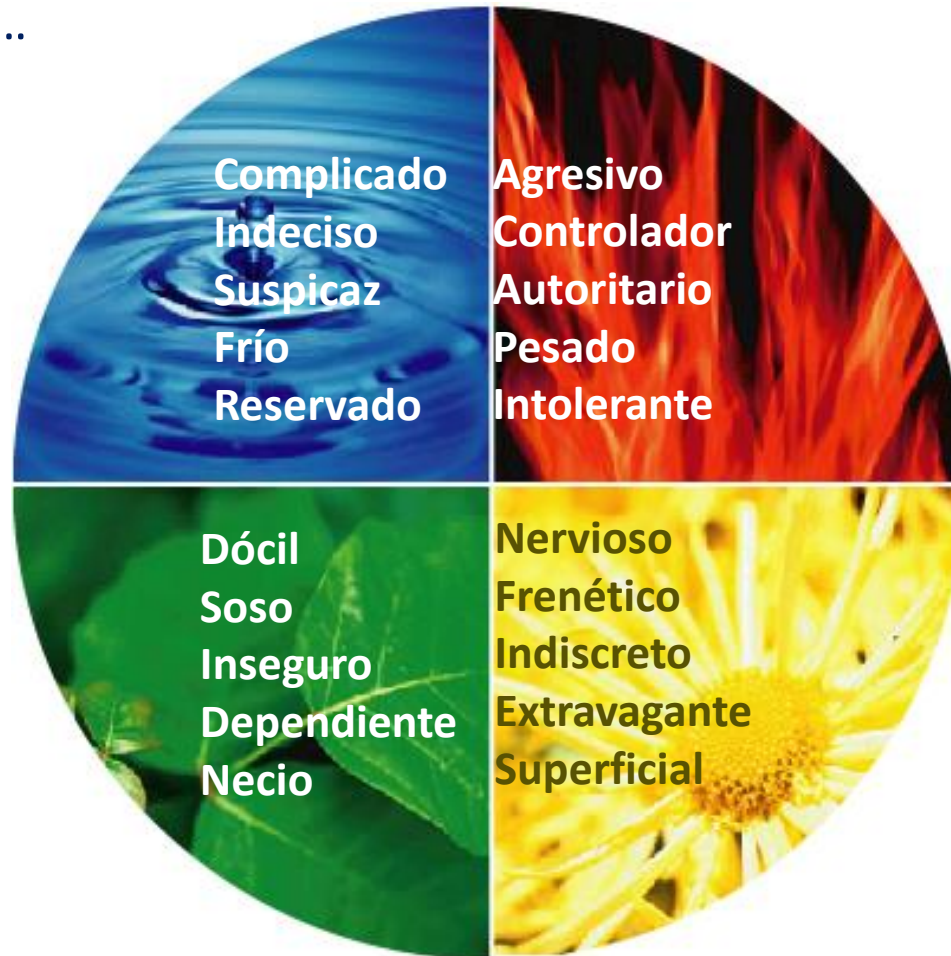 ..
Complicado
Indeciso
Suspicaz
Frío
Reservado
Agresivo
Controlador
Autoritario
Pesado
Intolerante
Dócil
Soso
Inseguro
Dependiente
Necio
Nervioso
Frenético
Indiscreto
Extravagante
Superficial